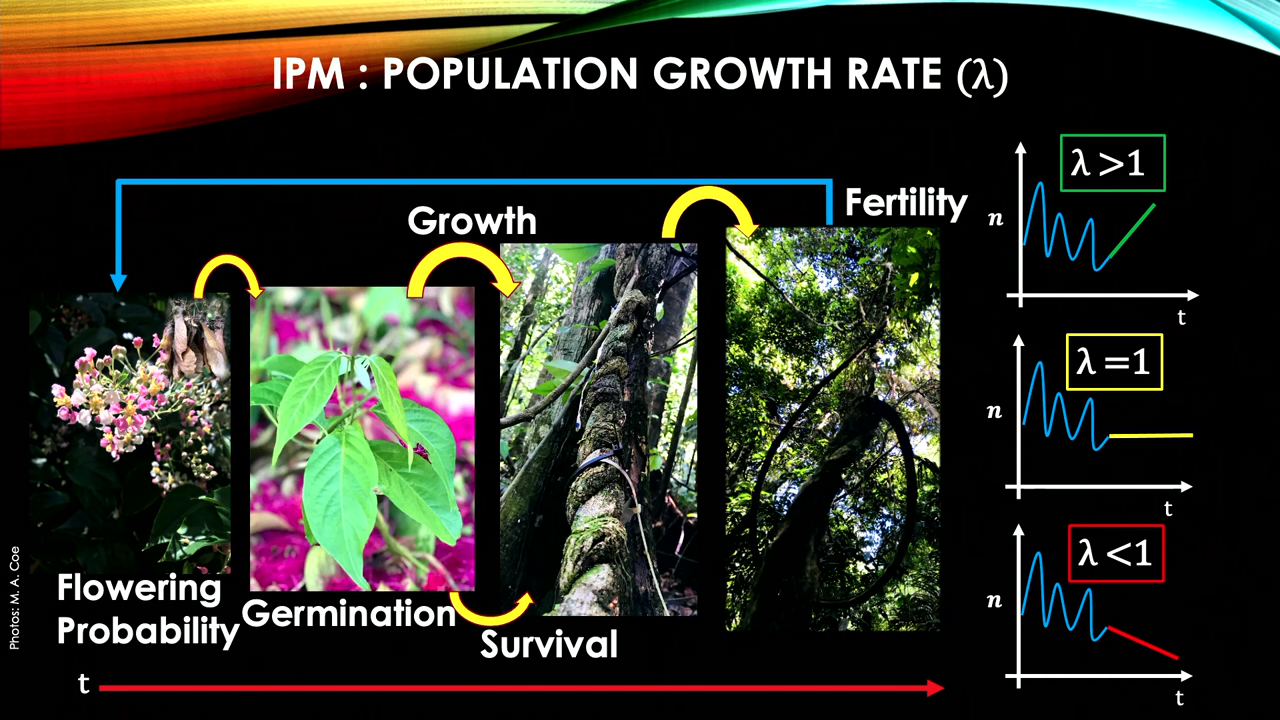 IPM : POPULATION GROWTH RATE (λ)
Growth
Fertility
Flowering
Probability
Germination
Survival
t
Photos: M. A. Coe
λ >1
n
t
λ =1
n
t
λ <1
n
t